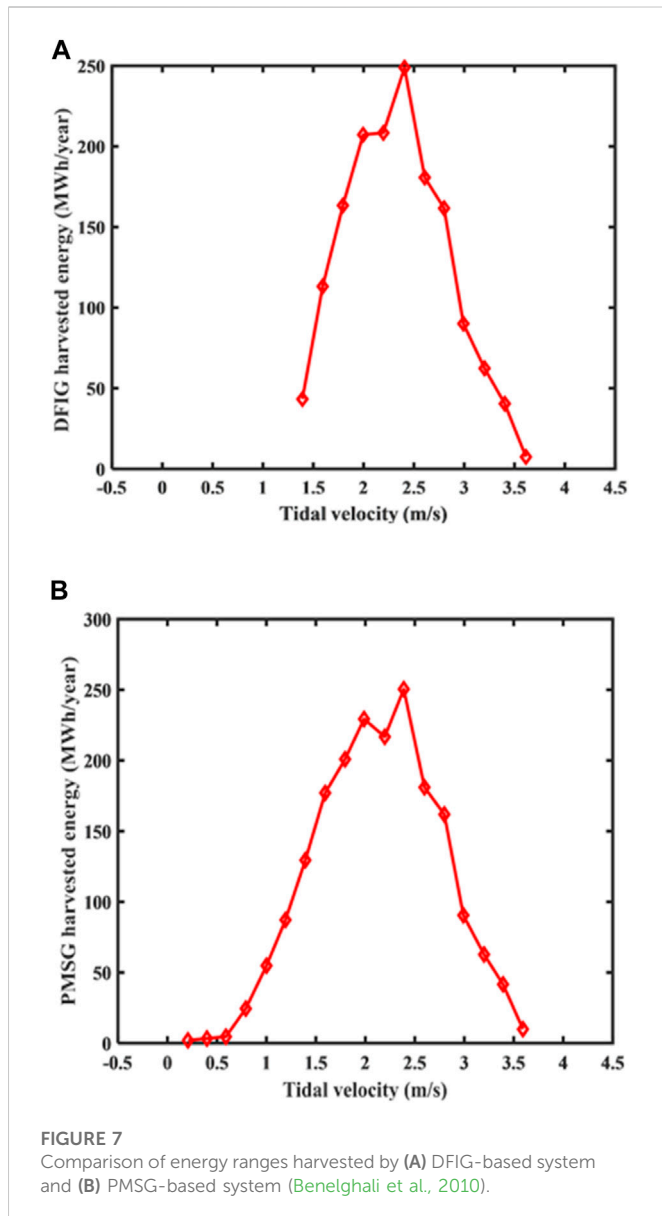 A
250
200
150
100
50
0
DFIG harvested energy (MWh/year)
-0.5 0 0.5 1 1.5 2 2.5 3 3.5 4 4.5
Tidal velocity (m/s)
B
300
250
200
150
100
50
0
PMSG harvested energy (MWh/year)
-0.5 0 0.5 1 1.5 2 2.5 3 3.5 4 4.5
Tidal velocity (m/s)
FIGURE 7
Comparison of energy ranges harvested by (A) DFIG-based system
and (B) PMSG-based system (Benelghali et al., 2010).